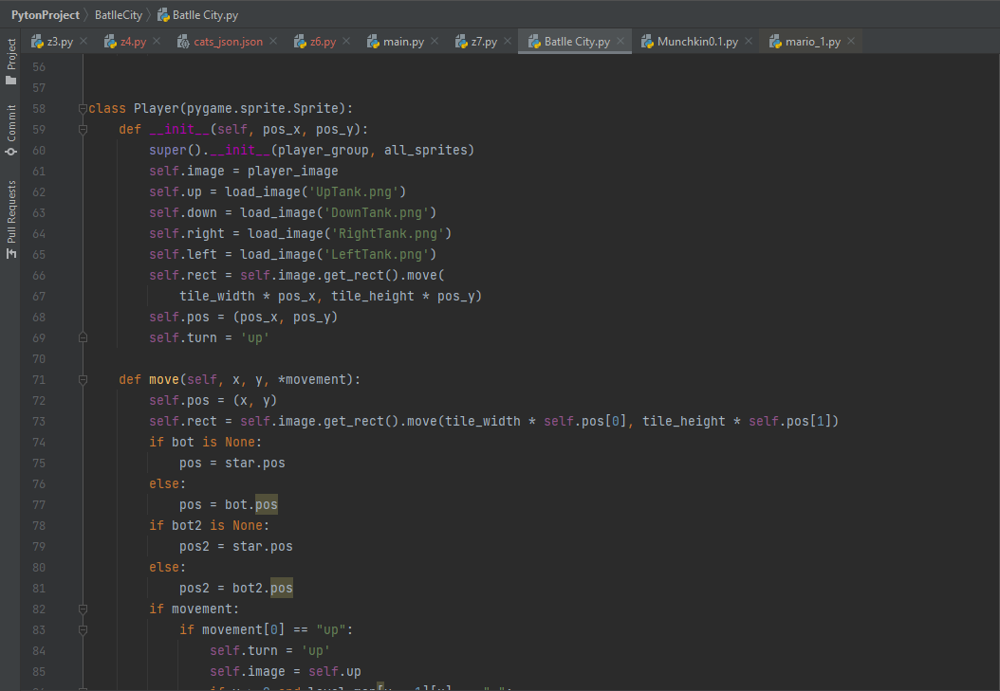 PytonProject BatlleCity Batlle City.py
z3.py z4.py cats_json.json z6.py main.py z7.py Batlle City.py Munchkin0.1.py mario_1.py
Project
Commit
Pull Requests
56
57
58 class Player(pygame.sprite.Sprite):
59 def __init__(self, pos_x, pos_y):
60 super().__init__(player_group, all_sprites)
61 self.image = player_image
62 self.up = load_image('UpTank.png')
63 self.down = load_image('DownTank.png')
64 self.right = load_image('RightTank.png')
65 self.left = load_image('LeftTank.png')
66 self.rect = self.image.get_rect().move(
67 tile_width * pos_x, tile_height * pos_y)
68 self.pos = (pos_x, pos_y)
69 self.turn = 'up'
70
71 def move(self, x, y, *movement):
72 self.pos = (x, y)
73 self.rect = self.image.get_rect().move(tile_width * self.pos[0], tile_height * self.pos[1])
74 if bot is None:
75 pos = star.pos
76 else:
77 pos = bot.pos
78 if bot2 is None:
79 pos2 = star.pos
80 else:
81 pos2 = bot2.pos
82 if movement:
83 if movement[0] == "up":
84 self.turn = 'up'
85 self.image = self.up